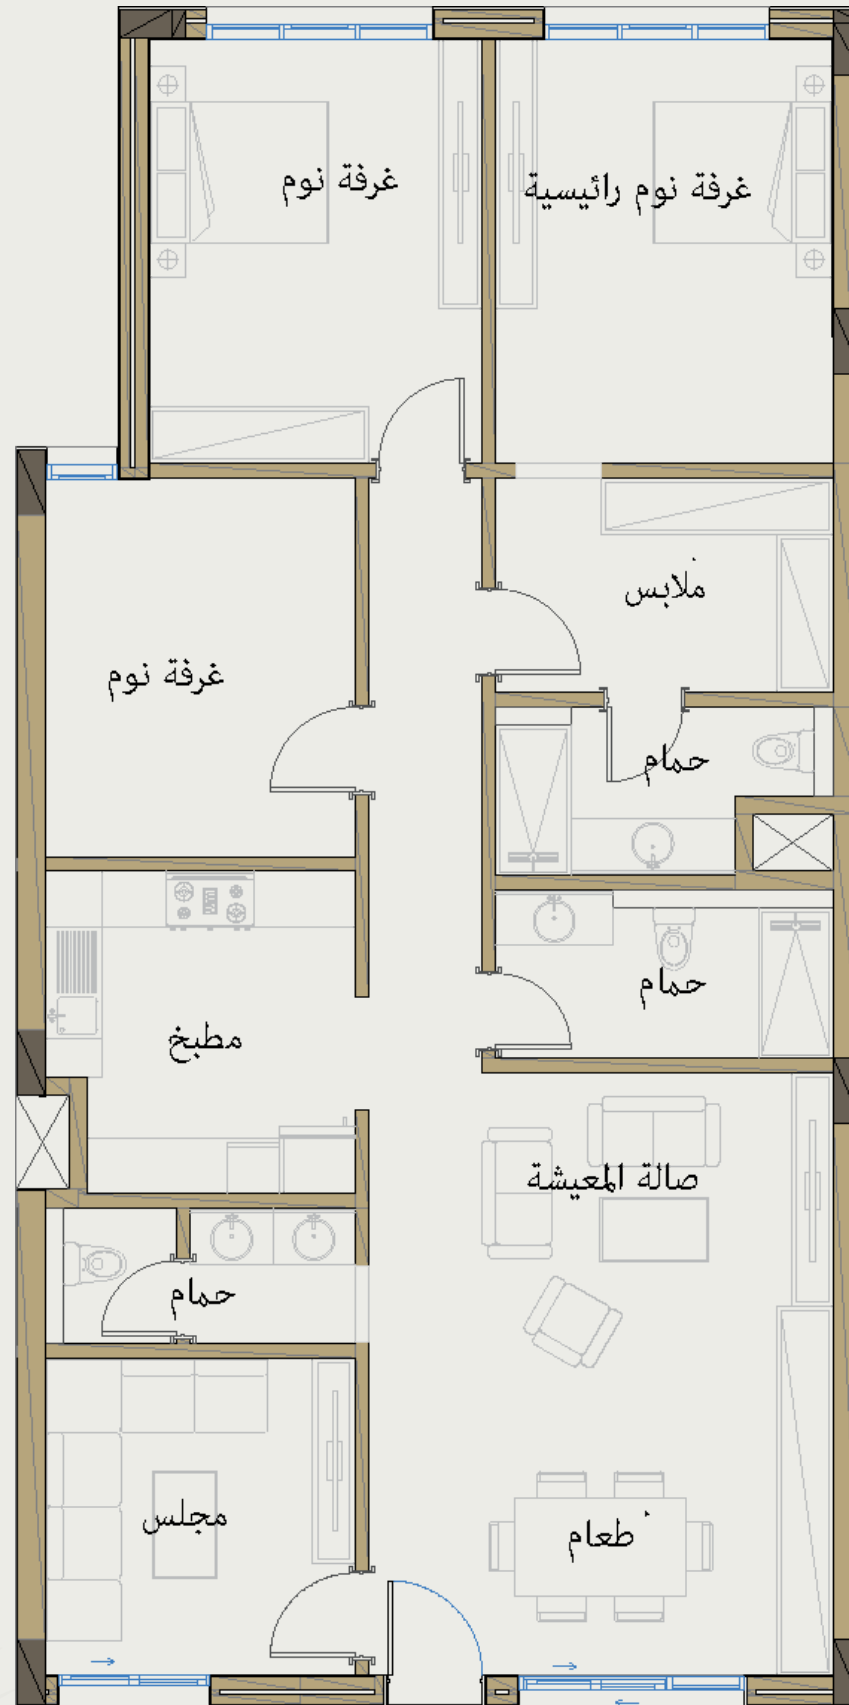 غرفة نوم رائيسية
غرفة نوم
ملابس
غرفة نوم
حمام
حمام
مطبخ
صالة المعيشة
حمام
مجلس
طعام